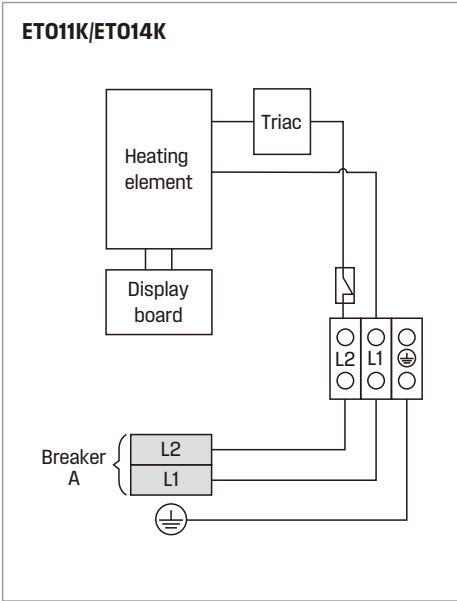 ETO11K/ETO14K
Triac
Heating
element
Display
board
L2 L1
Breaker
A
L2
L1